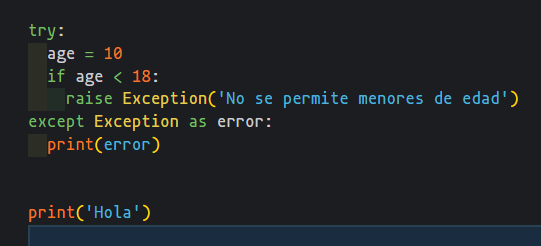 try:
  age = 10
  if age < 18:
    raise Exception('No se permite menores de edad')
except Exception as error:
  print(error)
print('Hola')